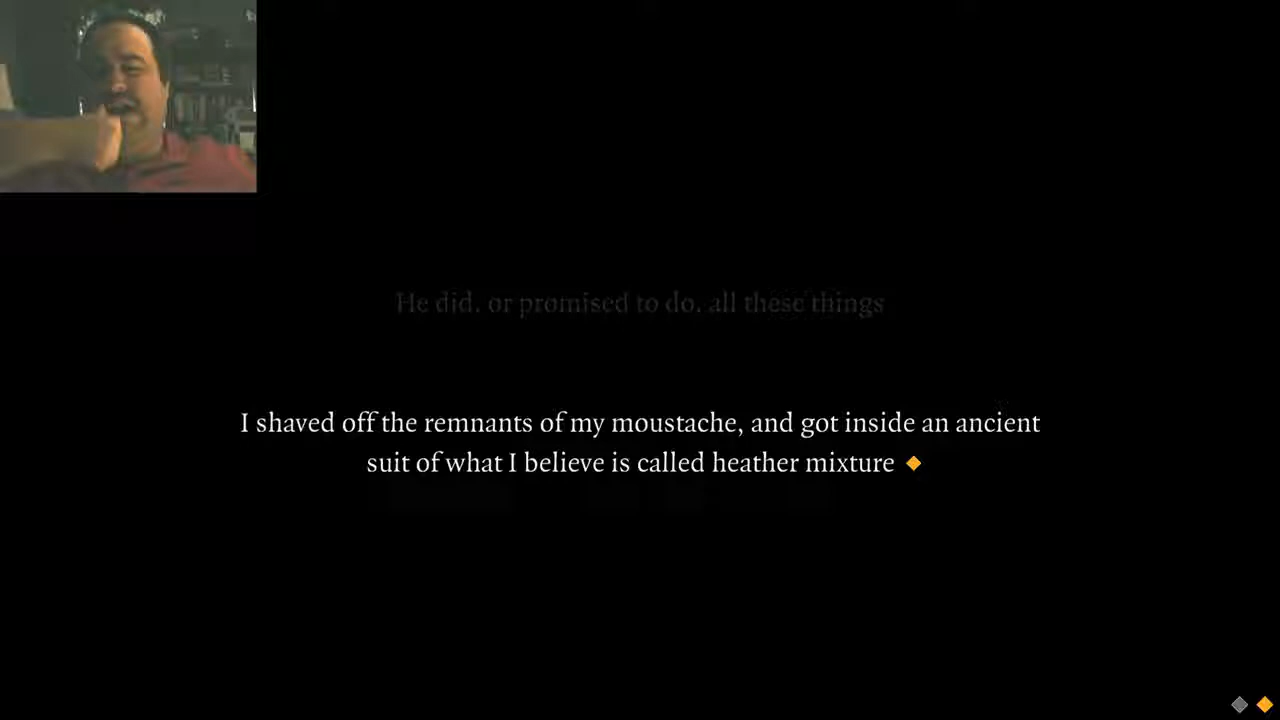 He did, or promised to do, all these things
I shaved off the remnants of my moustache, and got inside an ancient
suit of what I believe is called heather mixture